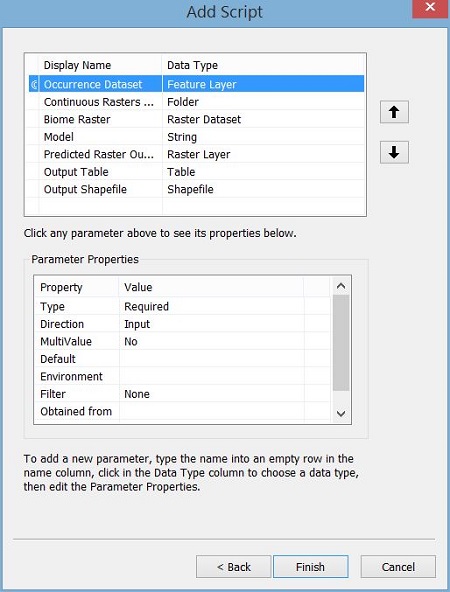 Add Script
Display Name Data Type
Occurrence Dataset Feature Layer
Continuous Rasters ... Folder
Biome Raster Raster Dataset
Model String
Predicted Raster Ou... Raster Layer
Output Table Table
Output Shapefile Shapefile
Click any parameter above to see its properties below.
Parameter Properties
Property Value
Type Required
Direction Input
MultiValue No
Default
Environment
Filter None
Obtained from
To add a new parameter, type the name into an empty row in the
name column, click in the Data Type column to choose a data type,
then edit the Parameter Properties.
< Back Finish Cancel